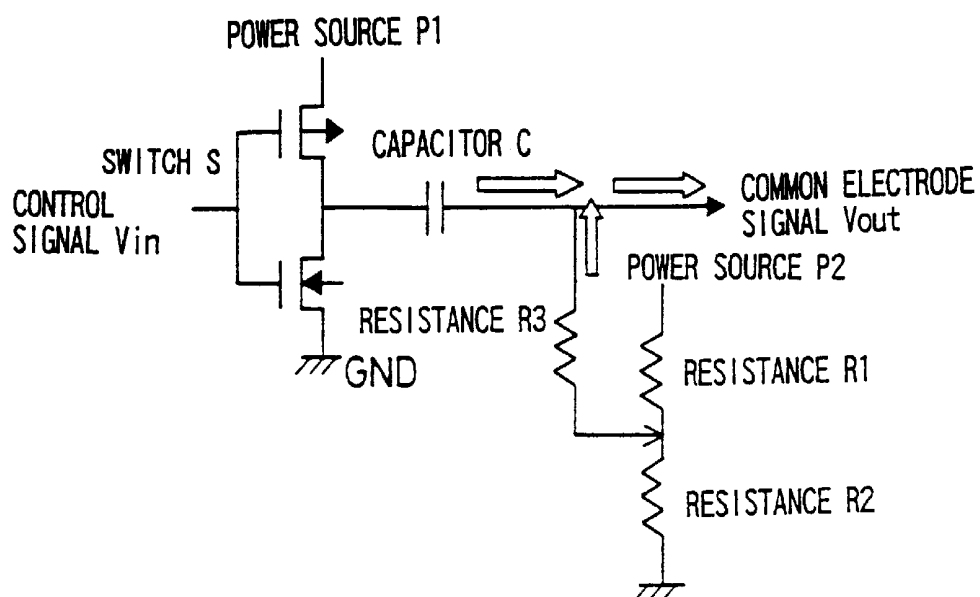 POWER SOURCE P1
CAPACITOR C
SWITCH S
CONTROL
SIGNAL Vin
COMMON ELECTRODE
SIGNAL Vout
POWER SOURCE P2
RESISTANCE R3
GND
RESISTANCE R1
RESISTANCE R2